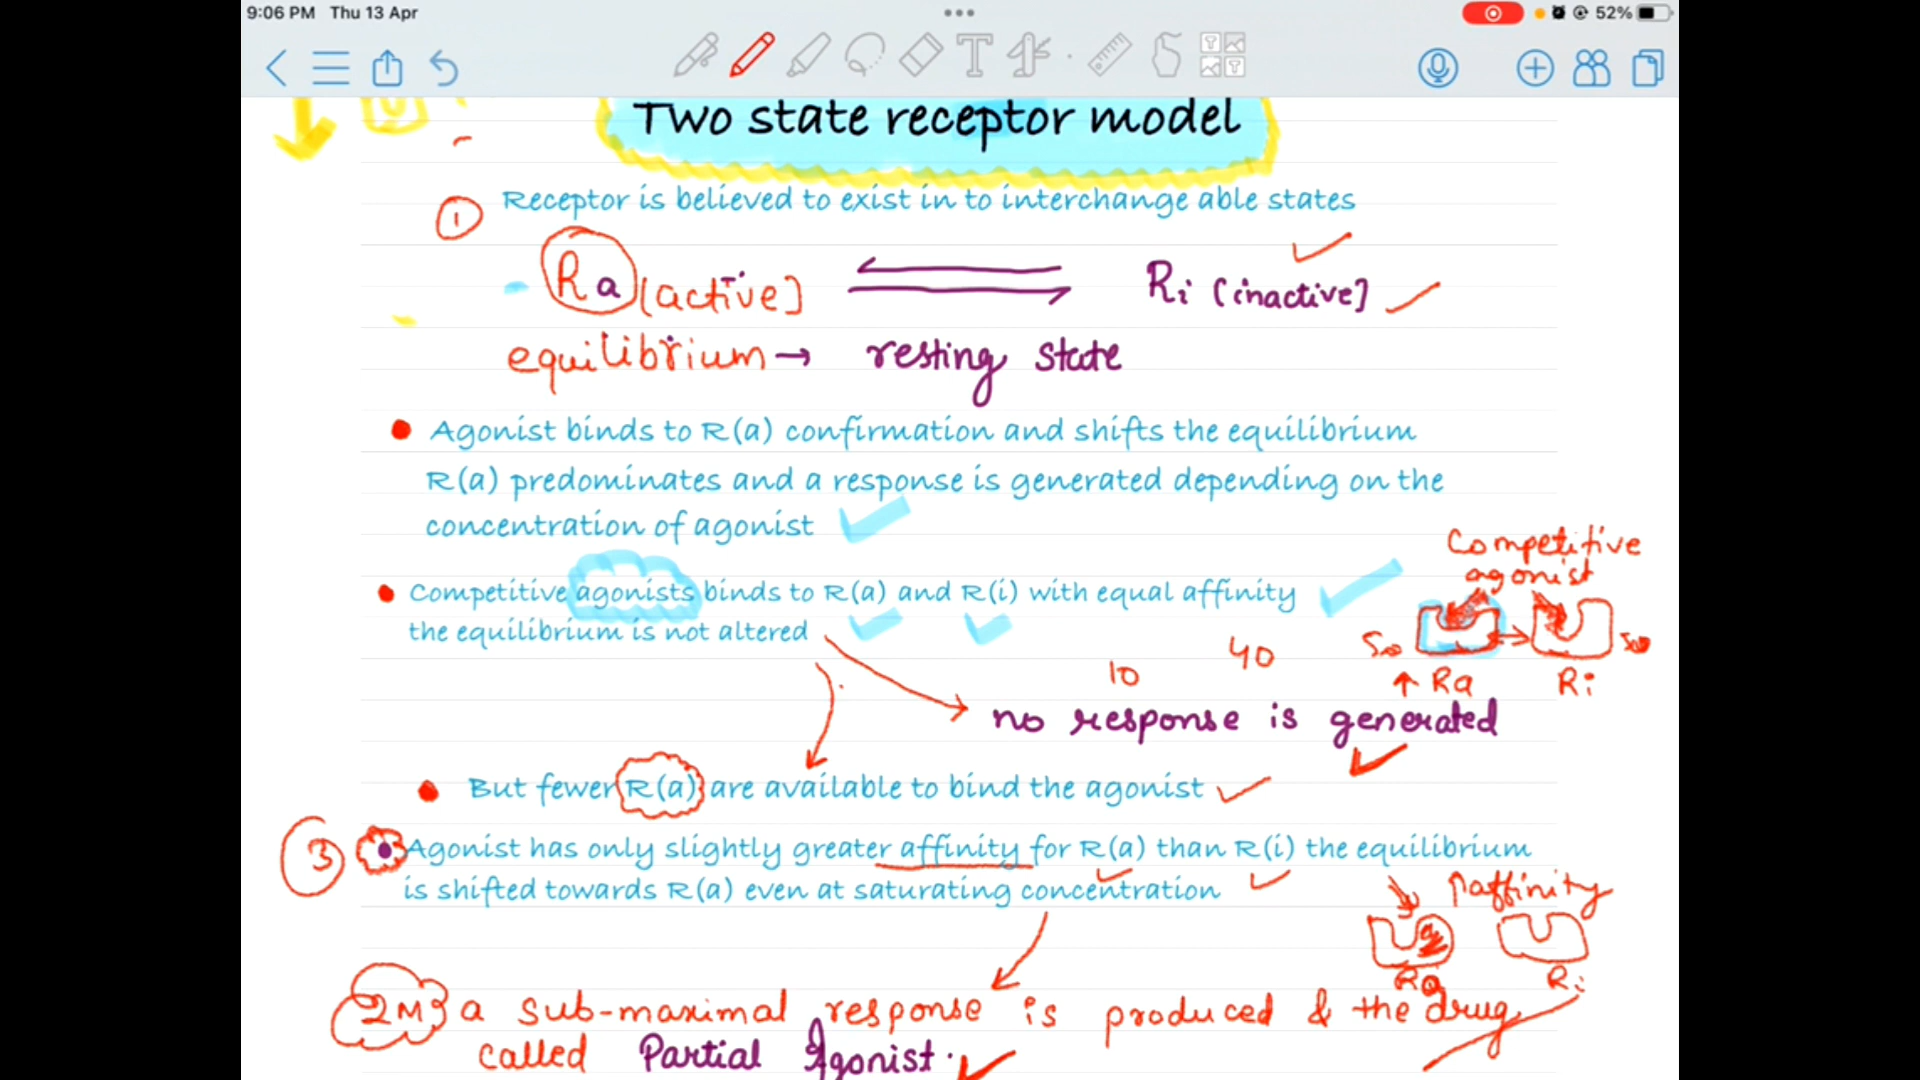 9:06 PM Thu 13 Apr
52%
Two state receptor model
1 Receptor is believed to exist in to interchange able states
Ra (active) Ri (inactive)
equilibrium → resting state
Agonist binds to R(a) confirmation and shifts the equilibrium
R(a) predominates and a response is generated depending on the
concentration of agonist
Competitive
agonist
Competitive agonists binds to R(a) and R(i) with equal affinity
the equilibrium is not altered
10 40
↑ Ra Ri
no response is generated
But fewer R(a) are available to bind the agonist
3 Agonist has only slightly greater affinity for R(a) than R(i) the equilibrium
is shifted towards R(a) even at saturating concentration
↑affinity
Ra Ri
2M a sub-maximal response is produced & the drug
called Partial Agonist.